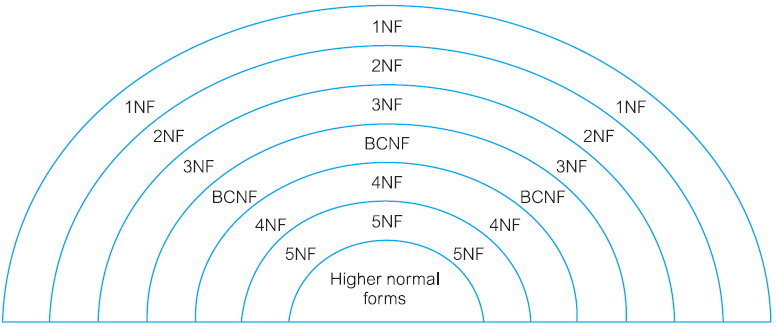 1NF
2NF
1NF
1NF
3NF
2NF
2NF
BCNF
3NF
3NF
4NF
BCNF
BCNF
5NF
4NF
4NF
5NF
5NF
Higher normal
forms